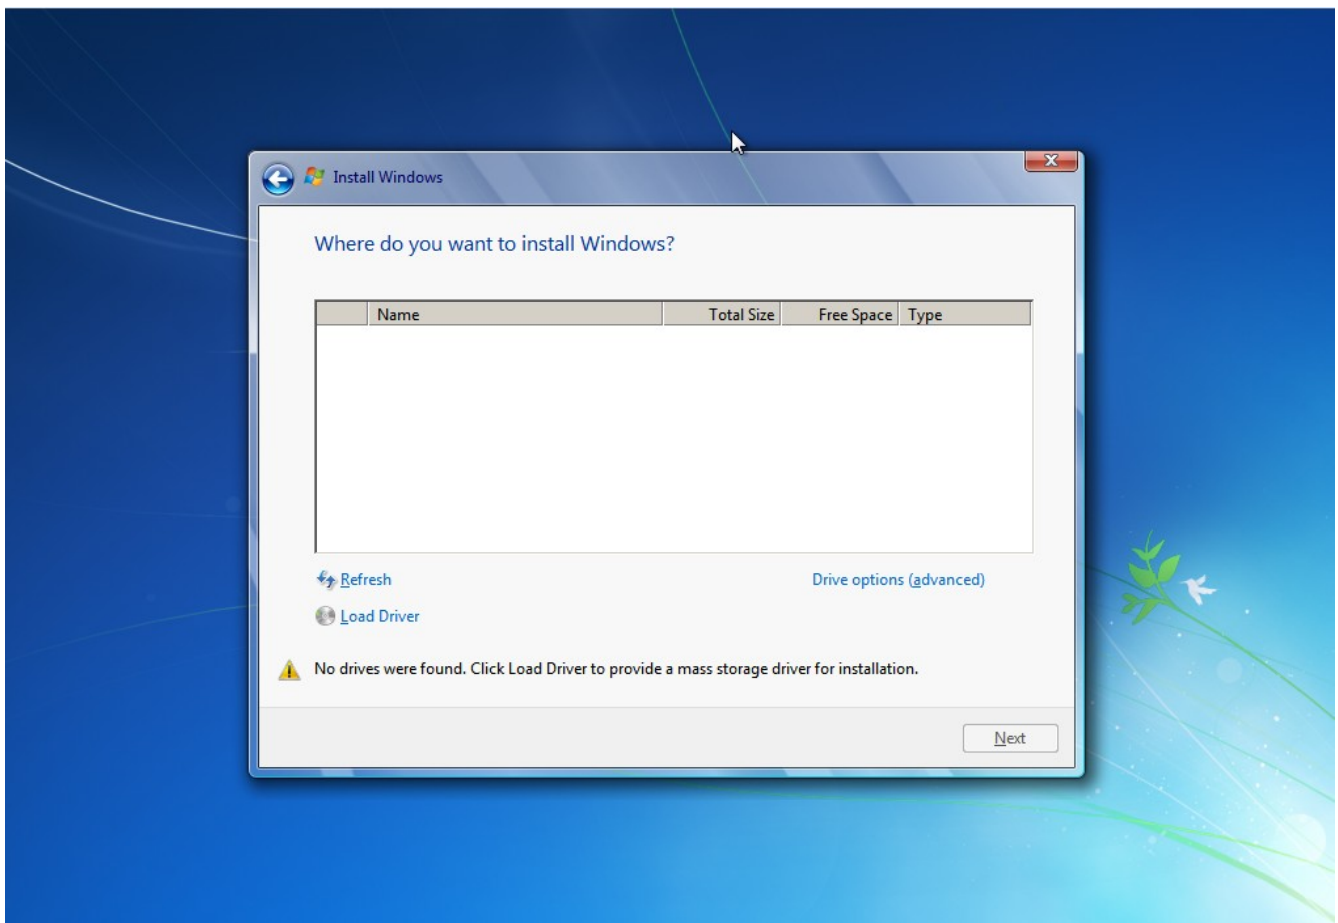 Install Windows
Where do you want to install Windows?
Name Total Size Free Space Type
Refresh Drive options (advanced)
Load Driver
No drives were found. Click Load Driver to provide a mass storage driver for installation.
Next